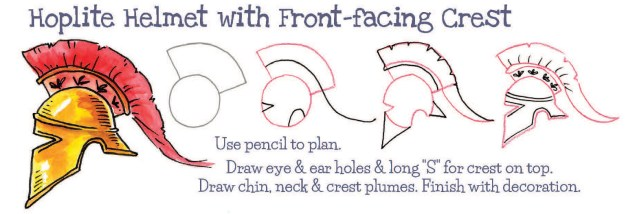 Hoplite Helmet with Front-facing Crest
Use pencil to plan.
Draw eye & ear holes & long "S" for crest on top.
Draw chin, neck & crest plumes. Finish with decoration.